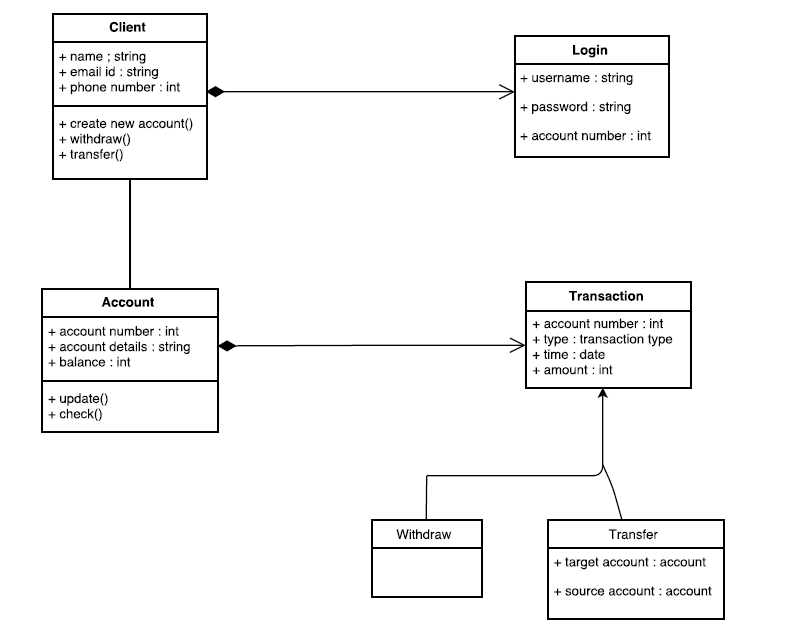 Client
+ name ; string
+ email id : string
+ phone number : int
+ create new account()
+ withdraw()
+ transfer()
Login
+ username : string
+ password : string
+ account number : int
Account
+ account number : int
+ account details : string
+ balance : int
+ update()
+ check()
Transaction
+ account number : int
+ type : transaction type
+ time : date
+ amount : int
Withdraw
Transfer
+ target account : account
+ source account : account